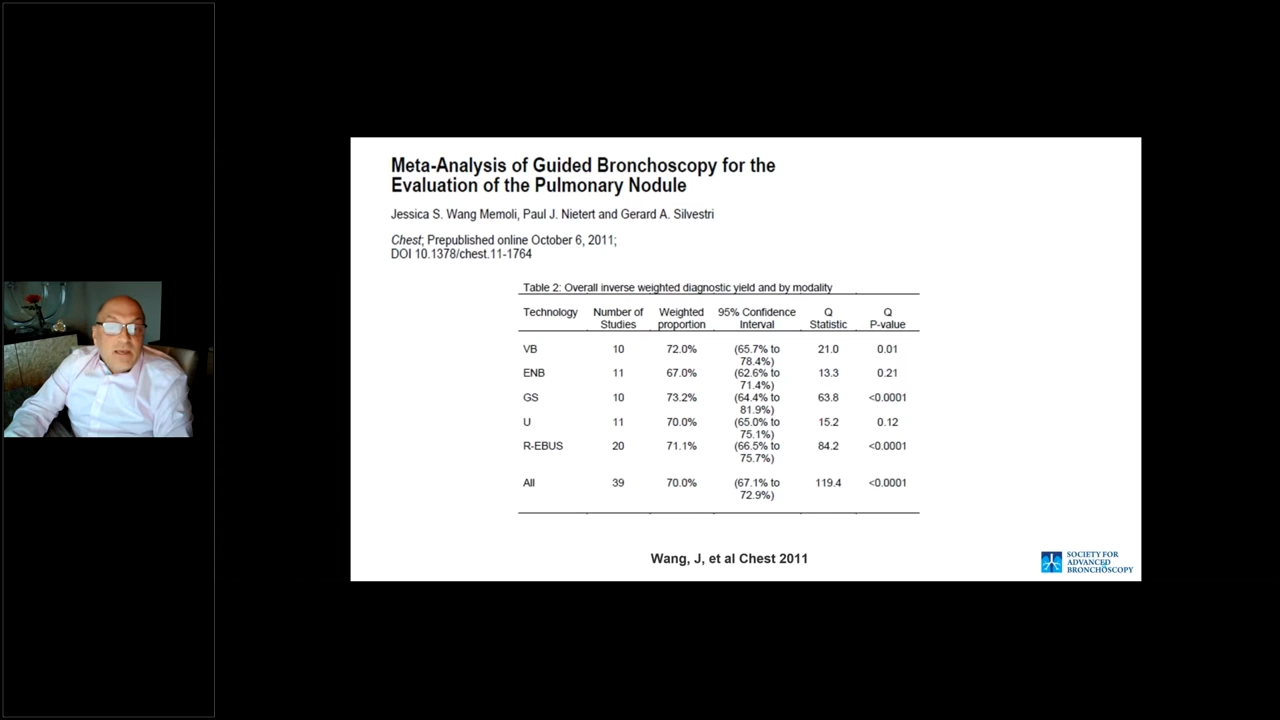 Meta-Analysis of Guided Bronchoscopy for the
Evaluation of the Pulmonary Nodule
Jessica S. Wang Memoli, Paul J. Nietert and Gerard A. Silvestri
Chest; Prepublished online October 6, 2011;
DOI 10.1378/chest.11-1764
Table 2: Overall inverse weighted diagnostic yield and by modality
Technology Number of Studies Weighted proportion 95% Confidence Interval Q Statistic Q P-value
VB 10 72.0% (65.7% to 78.4%) 21.0 0.01
ENB 11 67.0% (62.6% to 71.4%) 13.3 0.21
GS 10 73.2% (64.4% to 81.9%) 63.8 <0.0001
U 11 70.0% (65.0% to 75.1%) 15.2 0.12
R-EBUS 20 71.1% (66.5% to 75.7%) 84.2 <0.0001
All 39 70.0% (67.1% to 72.9%) 119.4 <0.0001
Wang, J, et al Chest 2011
SOCIETY FOR
ADVANCED
BRONCHOSCOPY